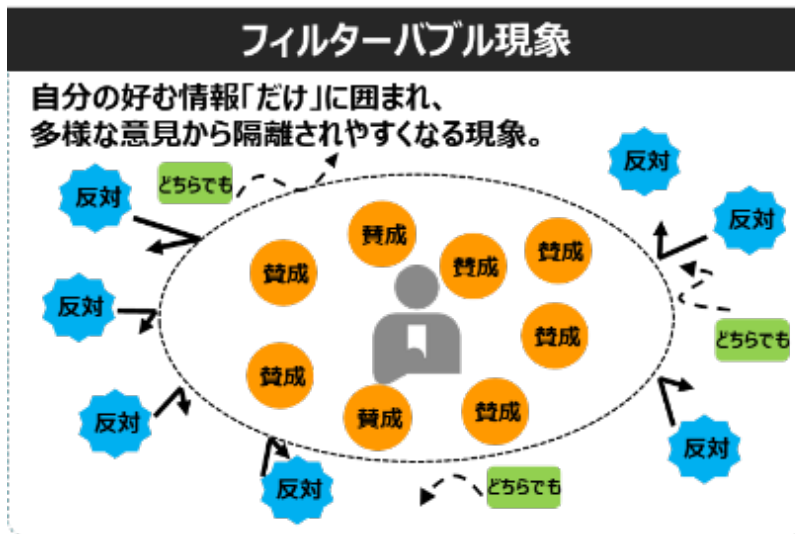 フィルターバブル現象
自分の好む情報「だけ」に囲まれ、
多様な意見から隔離されやすくなる現象。
反対
どちらでも
反対
反対
賛成
賛成
賛成
賛成
反対
賛成
どちらでも
賛成
反対
賛成
賛成
反対
反対
どちらでも